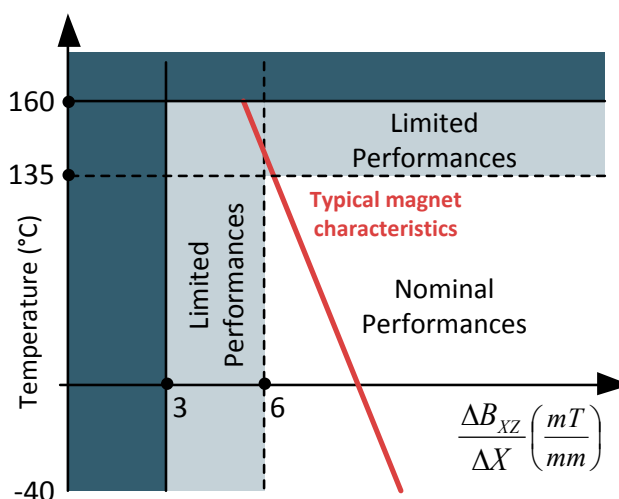 160
135
-40
Temperature (°C)
Limited
Performances
Typical magnet
characteristics
Limited
Performances
Nominal
Performances
3
6
ΔB_XZ
ΔX
(mT
mm)